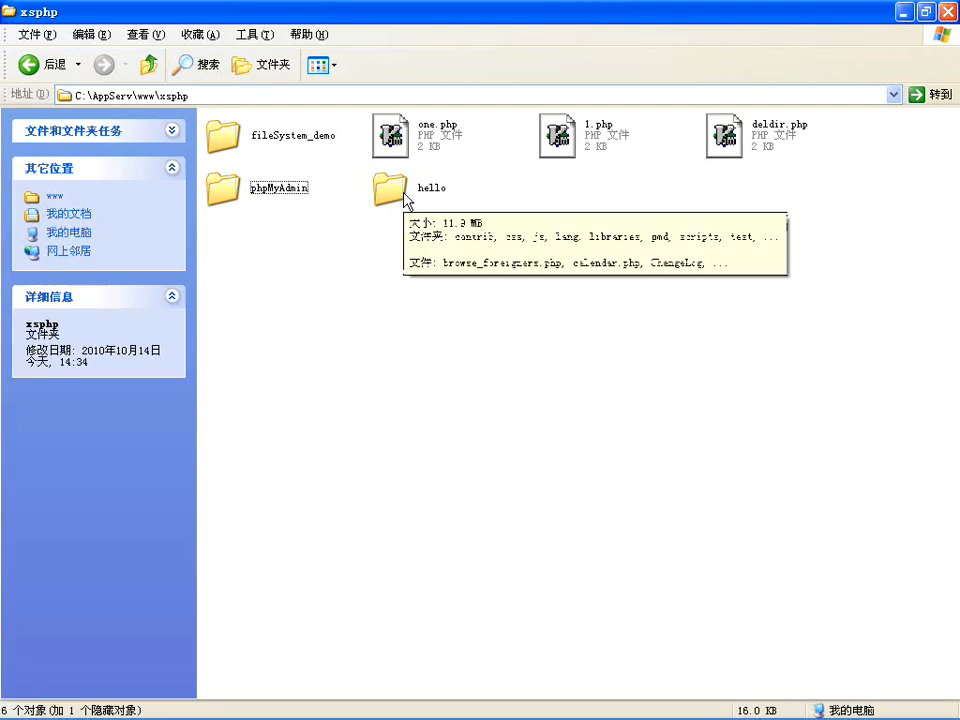 xsphp
文件(F) 编辑(E) 查看(V) 收藏(A) 工具(T) 帮助(H)
后退 搜索 文件夹
地址(D) C:\AppServ\www\xsphp 转到
文件和文件夹任务
其它位置
www
我的文档
我的电脑
网上邻居
详细信息
xsphp
文件夹
修改日期: 2010年10月14日
今天, 14:34
fileSystem_demo
one.php
PHP 文件
2 KB
1.php
PHP 文件
2 KB
deldir.php
PHP 文件
2 KB
phpMyAdmin
hello
大小: 11.9 MB
文件夹: contrib, css, js, lang, libraries, pmd, scripts, test, ...
文件: browse_foreigners.php, calendar.php, ChangeLog, ...
6 个对象(加 1 个隐藏对象) 16.0 KB 我的电脑